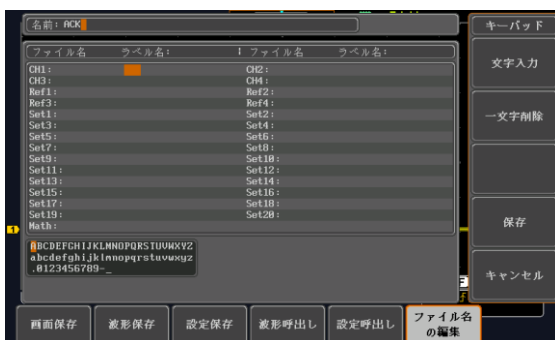 名前: ACK
キーパッド
ファイル名 ラベル名: ファイル名 ラベル名:
文字入力
CH1: CH2:
CH3: CH4:
Ref1: Ref2:
Ref3: Ref4:
Set1: Set2:
一文字削除
Set3: Set4:
Set5: Set6:
Set7: Set8:
Set9: Set10:
Set11: Set12:
Set13: Set14:
Set15: Set16:
Set17: Set18:
Set19: Set20:
保存
Math:
ABCDEFGHIJKLMNOPQRSTUVWXYZ
abcdefghijklmnopqrstuvwxyz
.0123456789-_
キャンセル
画面保存 波形保存 設定保存 波形呼出し 設定呼出し ファイル名
の編集